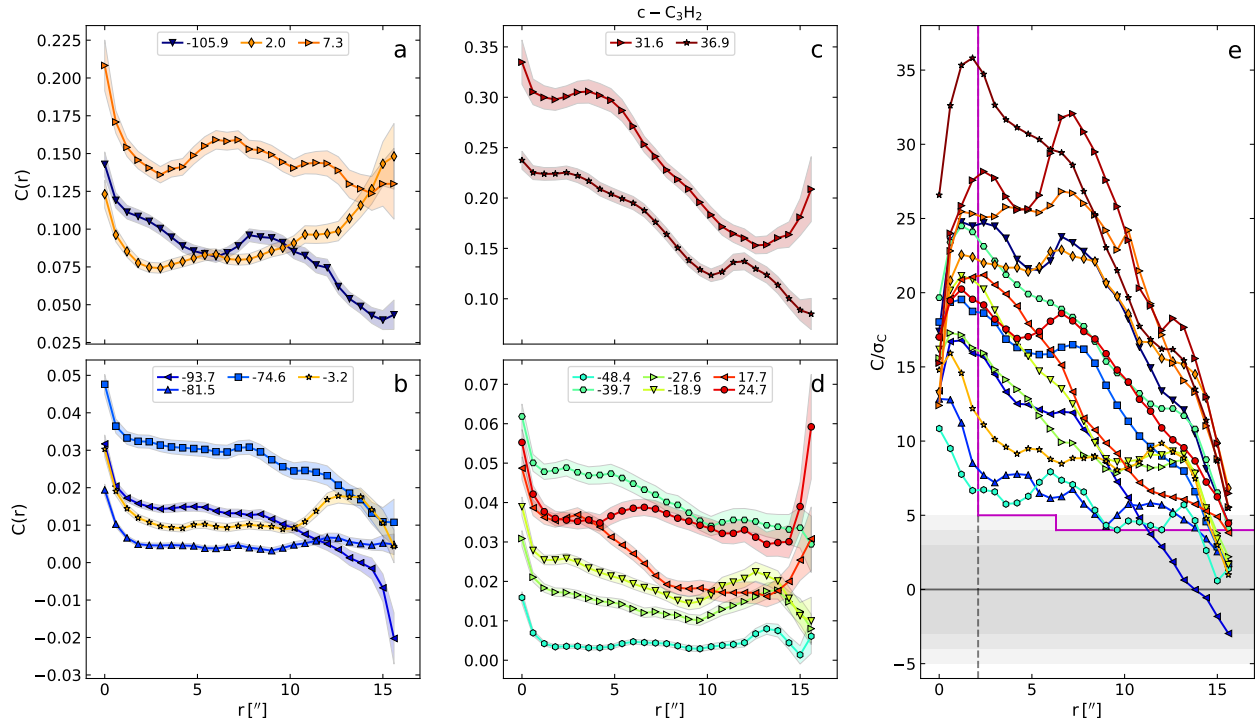 c − C₃H₂
-105.9 2.0 7.3
a
C(r)
0.225
0.200
0.175
0.150
0.125
0.100
0.075
0.050
0.025
31.6 36.9
c
0.35
0.30
0.25
0.20
0.15
0.10
e
C/σ_C
35
30
25
20
15
10
5
0
−5
0 5 10 15
r [′′]
-93.7 -74.6 -3.2
-81.5
b
C(r)
0.05
0.04
0.03
0.02
0.01
0.00
−0.01
−0.02
−0.03
0 5 10 15
r [′′]
-48.4 -27.6 17.7
-39.7 -18.9 24.7
d
0.07
0.06
0.05
0.04
0.03
0.02
0.01
0.00
0 5 10 15
r [′′]